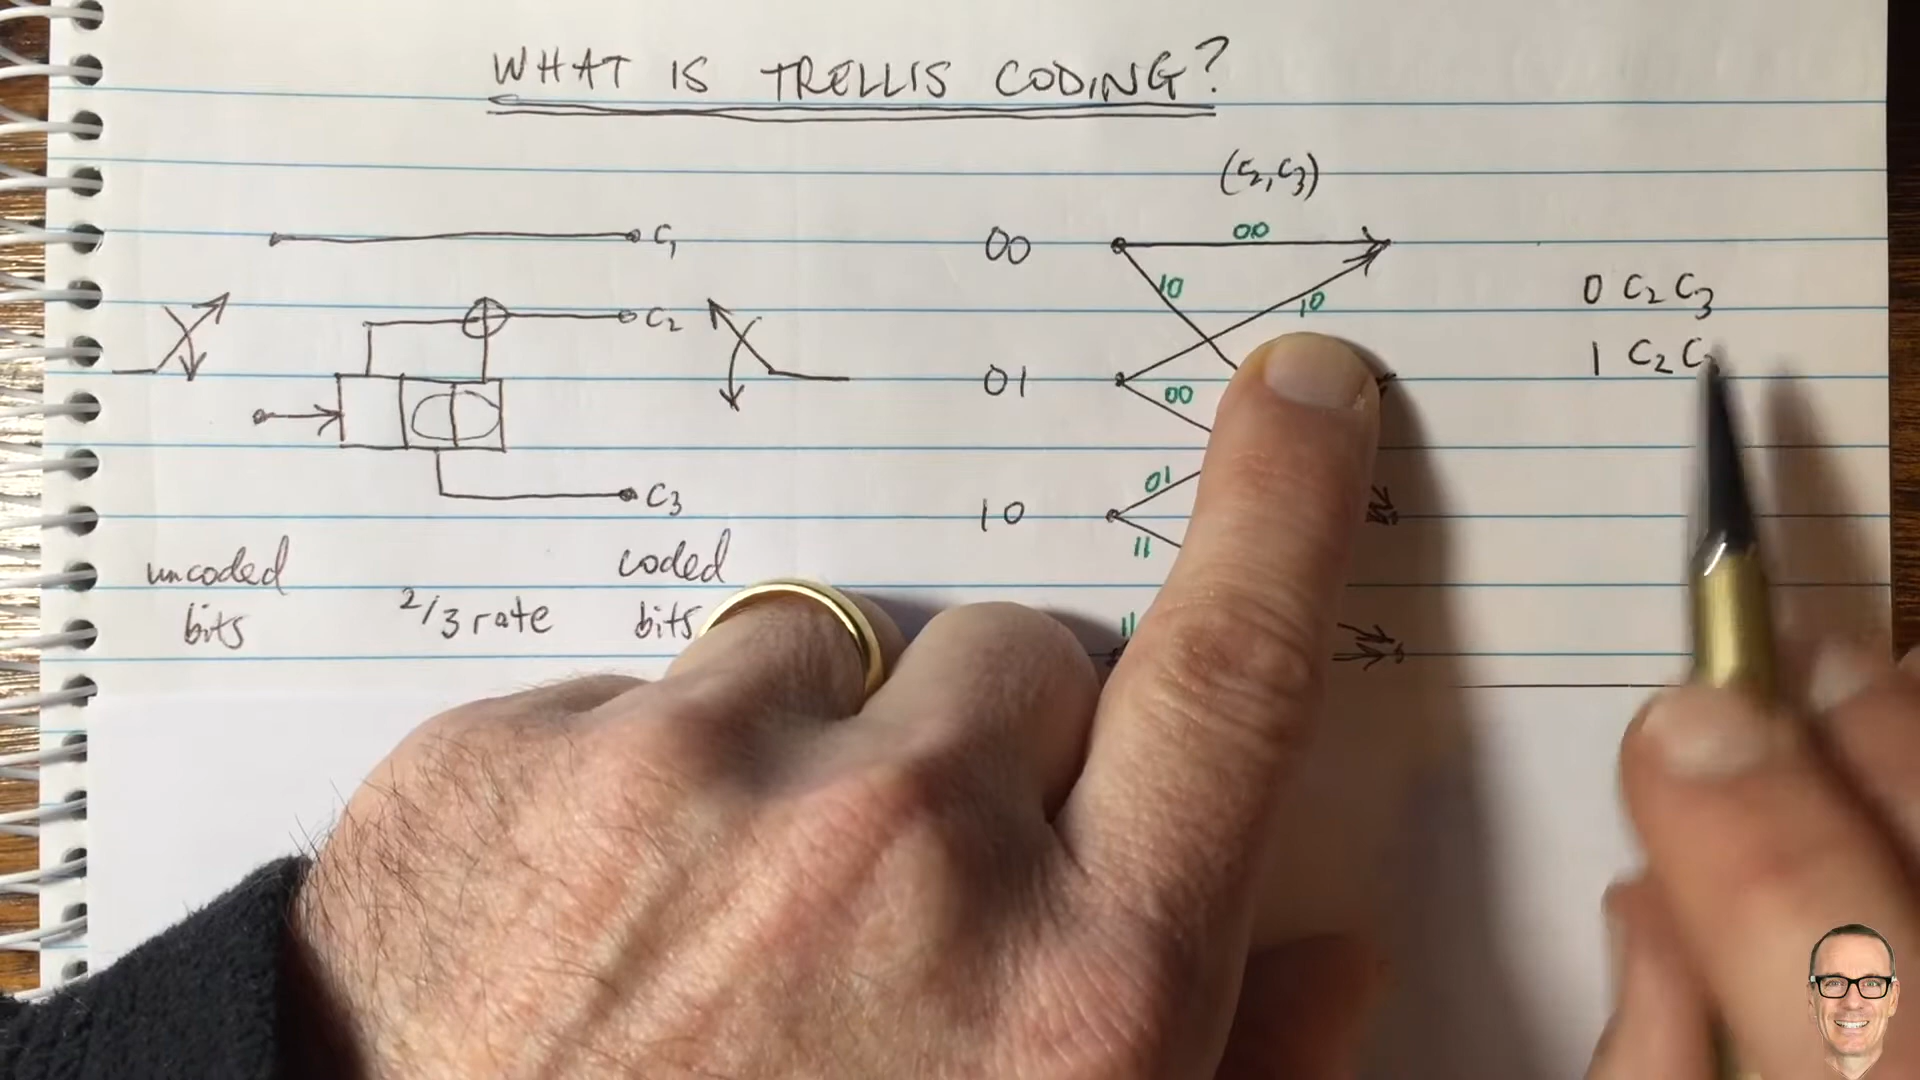 WHAT IS TRELLIS CODING?
(C2,C3)
C1
C2
C3
uncoded bits
2/3 rate
coded bits
00
00
10
10
01
00
10
01
11
11
0 C2 C3
1 C2 C3